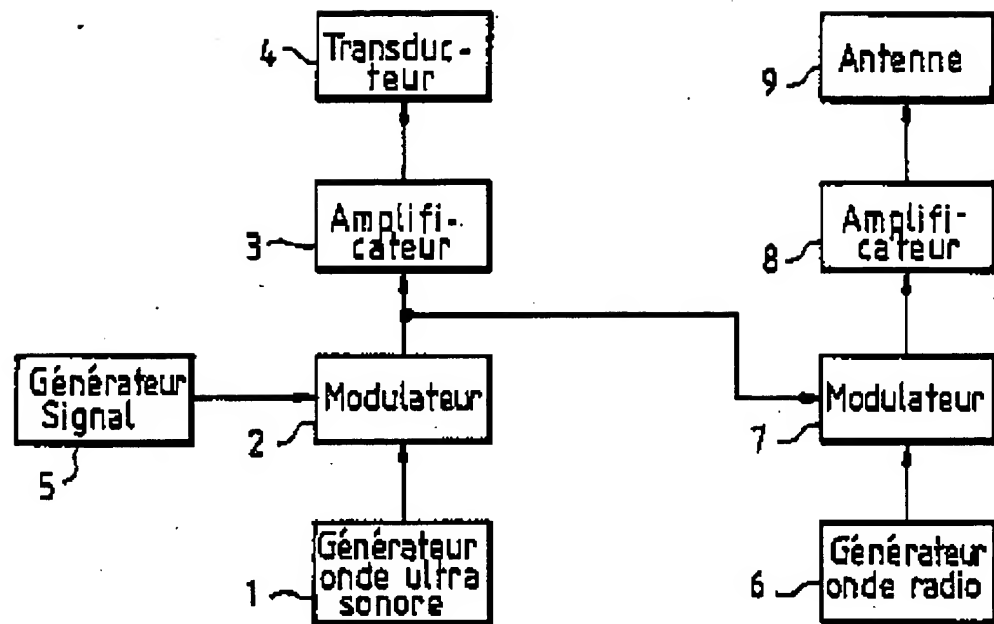 4
Transduc-
teur
9
Antenne
3
Amplifi-
cateur
8
Amplifi-
cateur
Générateur
Signal
5
Modulateur
2
Modulateur
7
Générateur
onde ultra
sonore
1
Générateur
onde radio
6